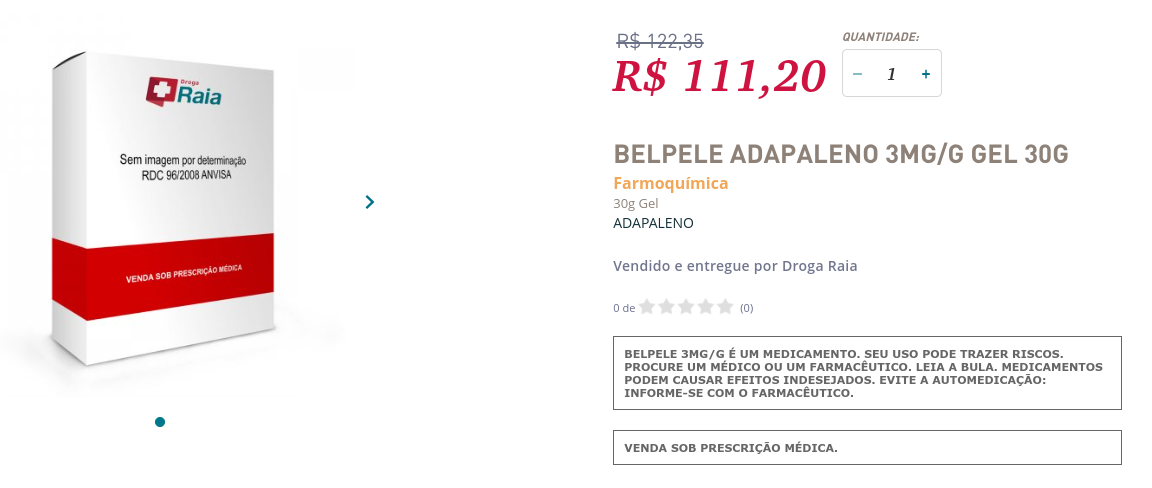 Droga
Raia
Sem imagem por determinação
RDC 96/2008 ANVISA
VENDA SOB PRESCRIÇÃO MÉDICA
R$ 122,35
R$ 111,20
QUANTIDADE:
− 1 +
BELPELE ADAPALENO 3MG/G GEL 30G
Farmoquímica
30g Gel
ADAPALENO
Vendido e entregue por Droga Raia
0 de (0)
BELPELE 3MG/G É UM MEDICAMENTO. SEU USO PODE TRAZER RISCOS.
PROCURE UM MÉDICO OU UM FARMACÊUTICO. LEIA A BULA. MEDICAMENTOS
PODEM CAUSAR EFEITOS INDESEJADOS. EVITE A AUTOMEDICAÇÃO:
INFORME-SE COM O FARMACÊUTICO.
VENDA SOB PRESCRIÇÃO MÉDICA.